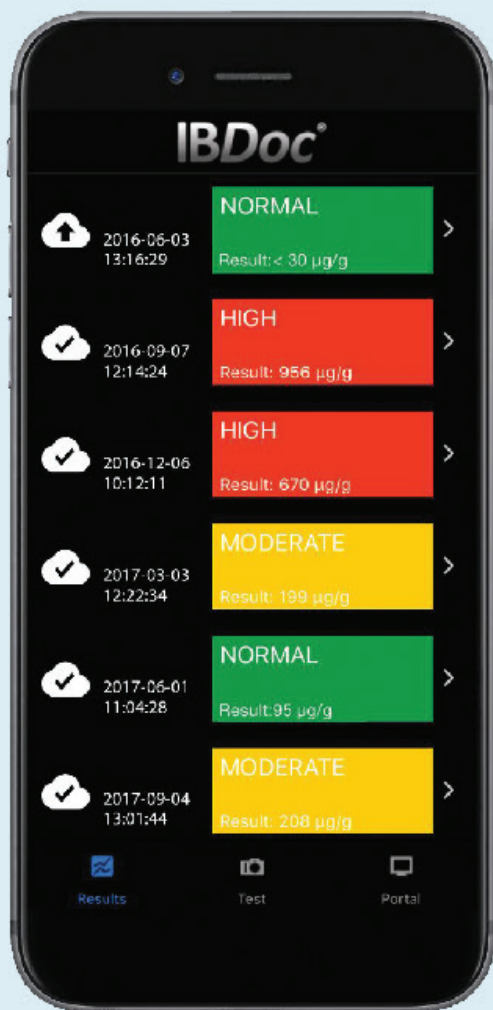 IBDoc®
NORMAL
2016-06-03
13:16:29
Result:< 30 µg/g
HIGH
2016-09-07
12:14:24
Result: 956 µg/g
HIGH
2016-12-06
10:12:11
Result: 670 µg/g
MODERATE
2017-03-03
12:22:34
Result: 199 µg/g
NORMAL
2017-06-01
11:04:28
Result:95 µg/g
MODERATE
2017-09-04
13:01:44
Result: 208 µg/g
Results
Test
Portal